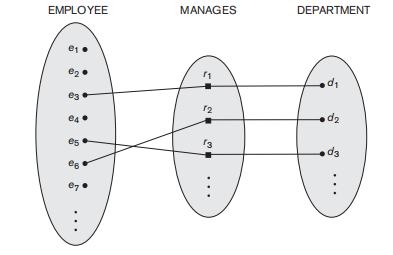 EMPLOYEE MANAGES DEPARTMENT
e1
e2
e3
e4
e5
e6
e7
r1
r2
r3
d1
d2
d3